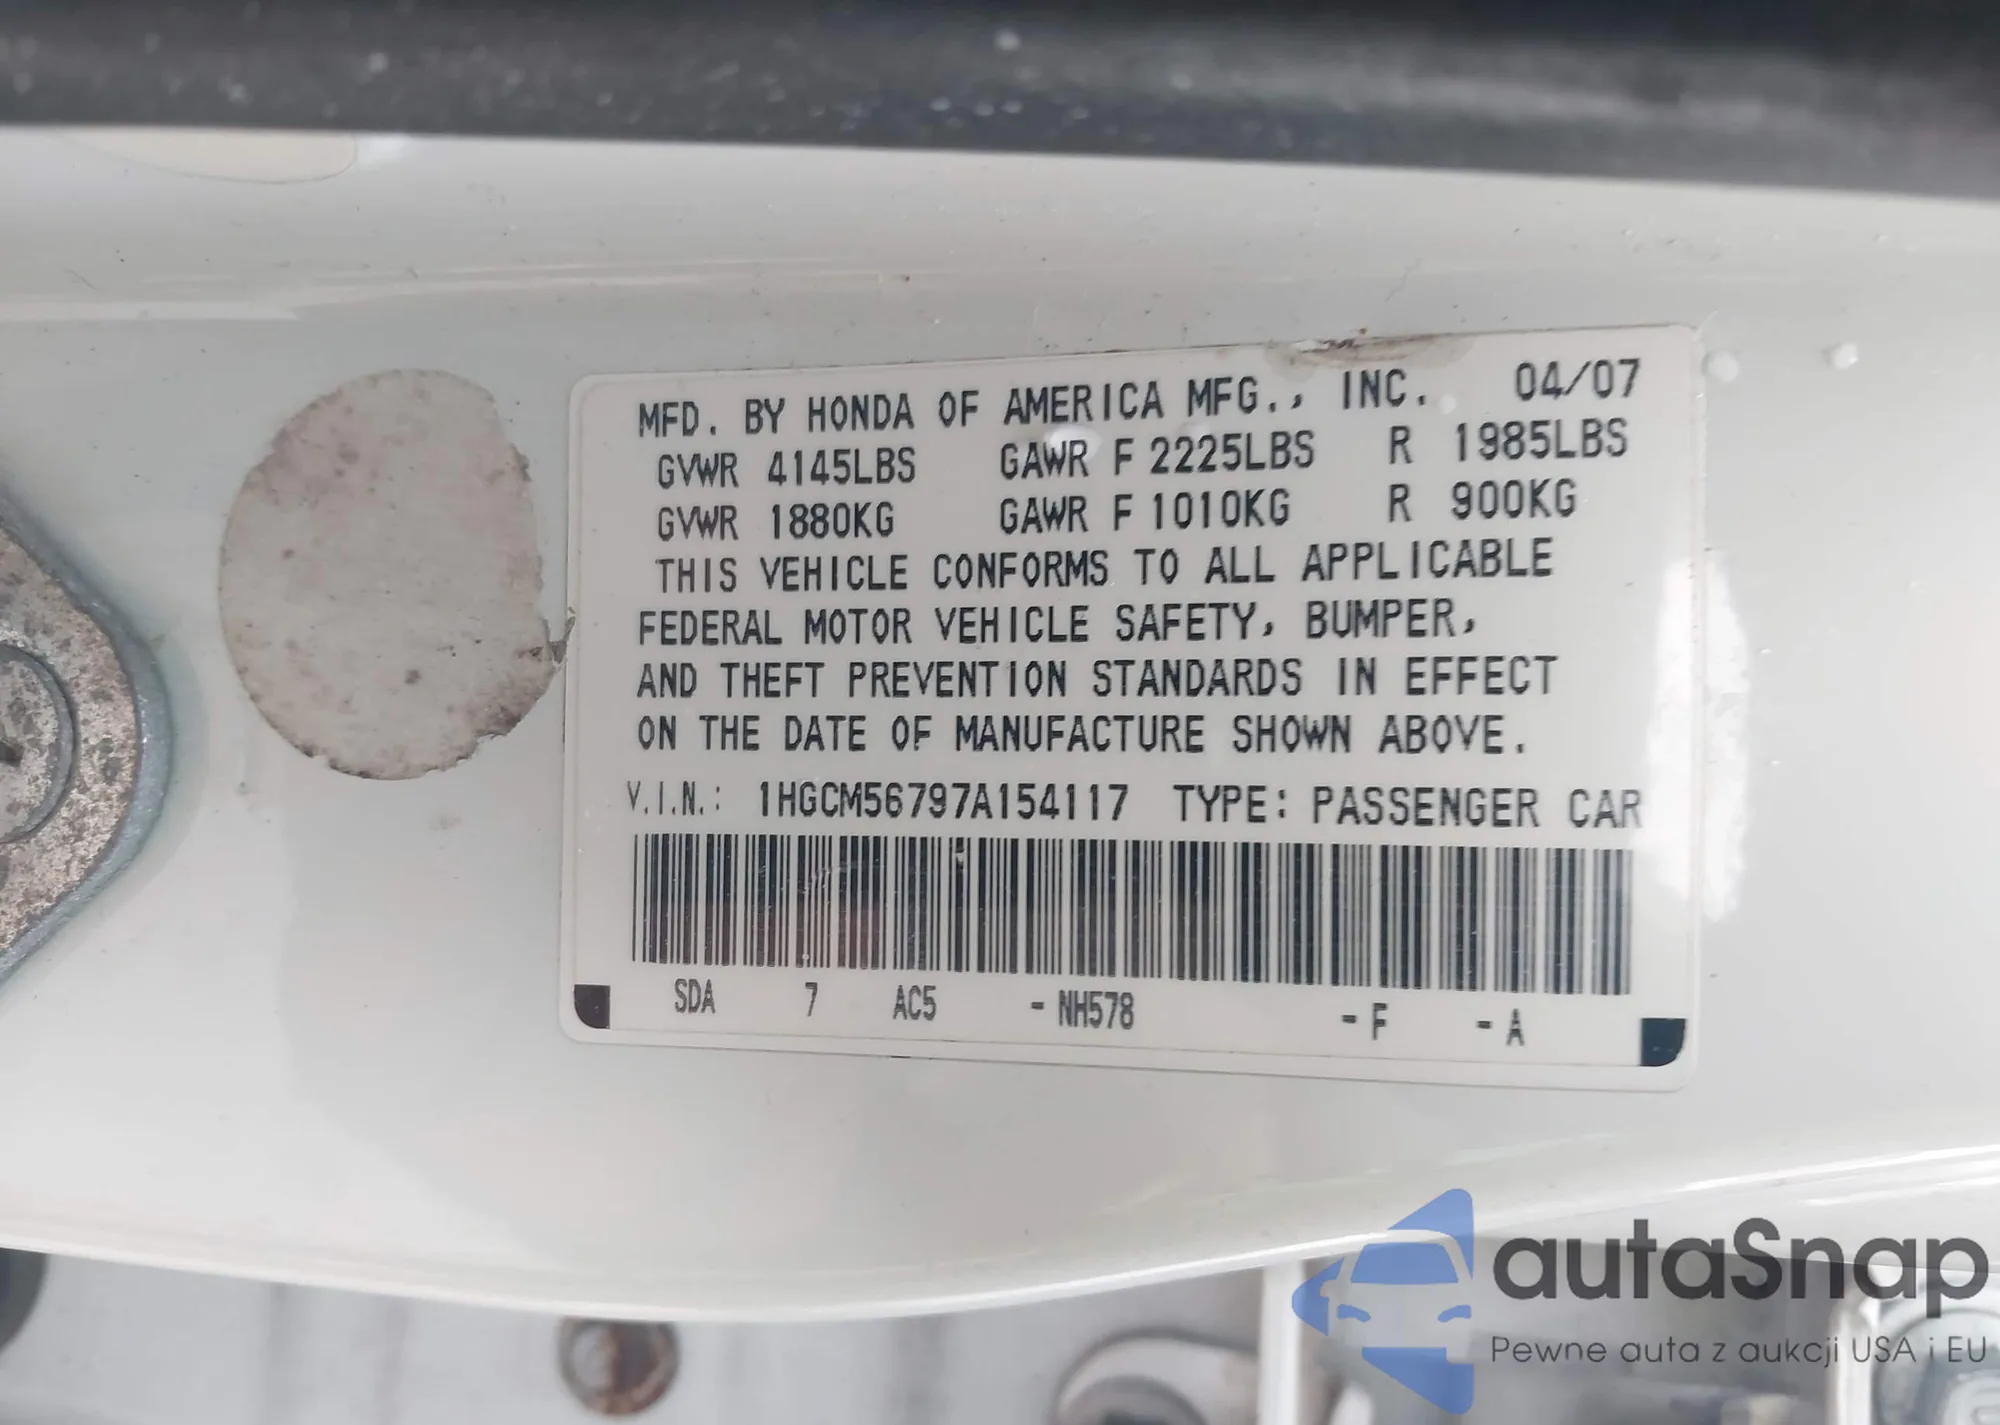 MFD. BY HONDA OF AMERICA MFG., INC. 04/07
GVWR 4145LBS GAWR F 2225LBS R 1985LBS
GVWR 1880KG GAWR F 1010KG R 900KG
THIS VEHICLE CONFORMS TO ALL APPLICABLE
FEDERAL MOTOR VEHICLE SAFETY, BUMPER,
AND THEFT PREVENTION STANDARDS IN EFFECT
ON THE DATE OF MANUFACTURE SHOWN ABOVE.
V.I.N.: 1HGCM56797A154117 TYPE: PASSENGER CAR
SDA 7 AC5 - NH578 - F - A
autaSnap
Pewne auta z aukcji USA i EU